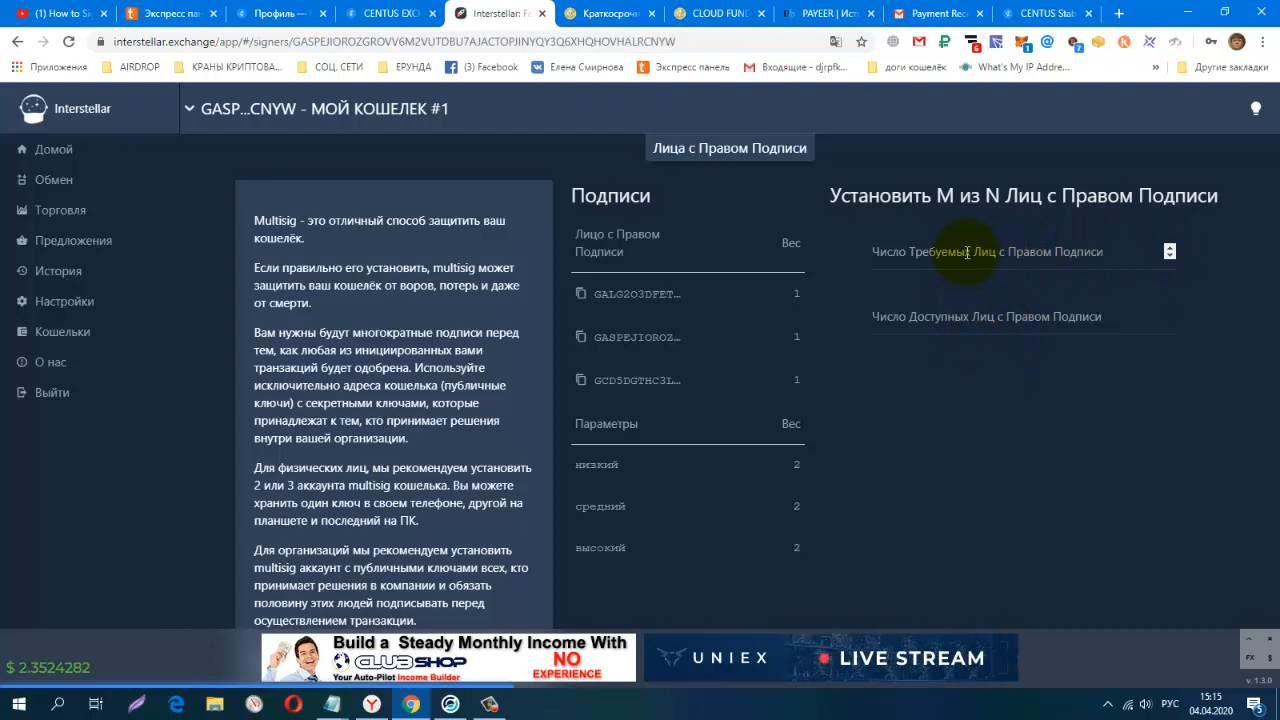 (1) How to Sig
Экспресс пан
Профиль —
CENTUS EXC
Interstellar: Fe
Краткосрочн
CLOUD FUND
PAYEER | Ист
Payment Rec
CENTUS Stab
interstellar.exchange/app/#/signers/GASPEJIOROZGROVV6M2VUTDBU7AJACTOPJINYQY3Q6XHQHOVHALRCNYW
6
1
7
Приложения
AIRDROP
КРАНЫ КРИПТОВА...
СОЦ. СЕТИ
ЕРУНДА
(3) Facebook
Елена Смирнова
Экспресс панель
Входящие - djrpfk...
доги кошелёк
What's My IP Addre...
»
Другие закладки
Interstellar
GASP...CNYW - МОЙ КОШЕЛЕК #1
Лица с Правом Подписи
Домой
Обмен
Торговля
Предложения
История
Настройки
Кошельки
О нас
Выйти
Multisig - это отличный способ защитить ваш
кошелёк.
Если правильно его установить, multisig может
защитить ваш кошелёк от воров, потерь и даже
от смерти.
Вам нужны будут многократные подписи перед
тем, как любая из инициированных вами
транзакций будет одобрена. Используйте
исключительно адреса кошелька (публичные
ключи) с секретными ключами, которые
принадлежат к тем, кто принимает решения
внутри вашей организации.
Для физических лиц, мы рекомендуем установить
2 или 3 аккаунта multisig кошелька. Вы можете
хранить один ключ в своем телефоне, другой на
планшете и последний на ПК.
Для организаций мы рекомендуем установить
multisig аккаунт с публичными ключами всех, кто
принимает решения в компании и обязать
половину этих людей подписывать перед
осуществлением транзакции.
Подписи
Лицо с Правом
Подписи
Вес
GALG2O3DFET... 1
GASPEJIOROZ... 1
GCD5DGTHC3L... 1
Параметры Вес
низкий 2
средний 2
высокий 2
Установить М из N Лиц с Правом Подписи
Число Требуемых Лиц с Правом Подписи
Число Доступных Лиц с Правом Подписи
$ 2.3524282
Build a Steady Monthly Income With
CLUBSHOP
Your Auto-Pilot Income Builder
NO
EXPERIENCE
UNIEX
LIVE STREAM
FX
v. 1.3.0
РУС
15:15
04.04.2020
5